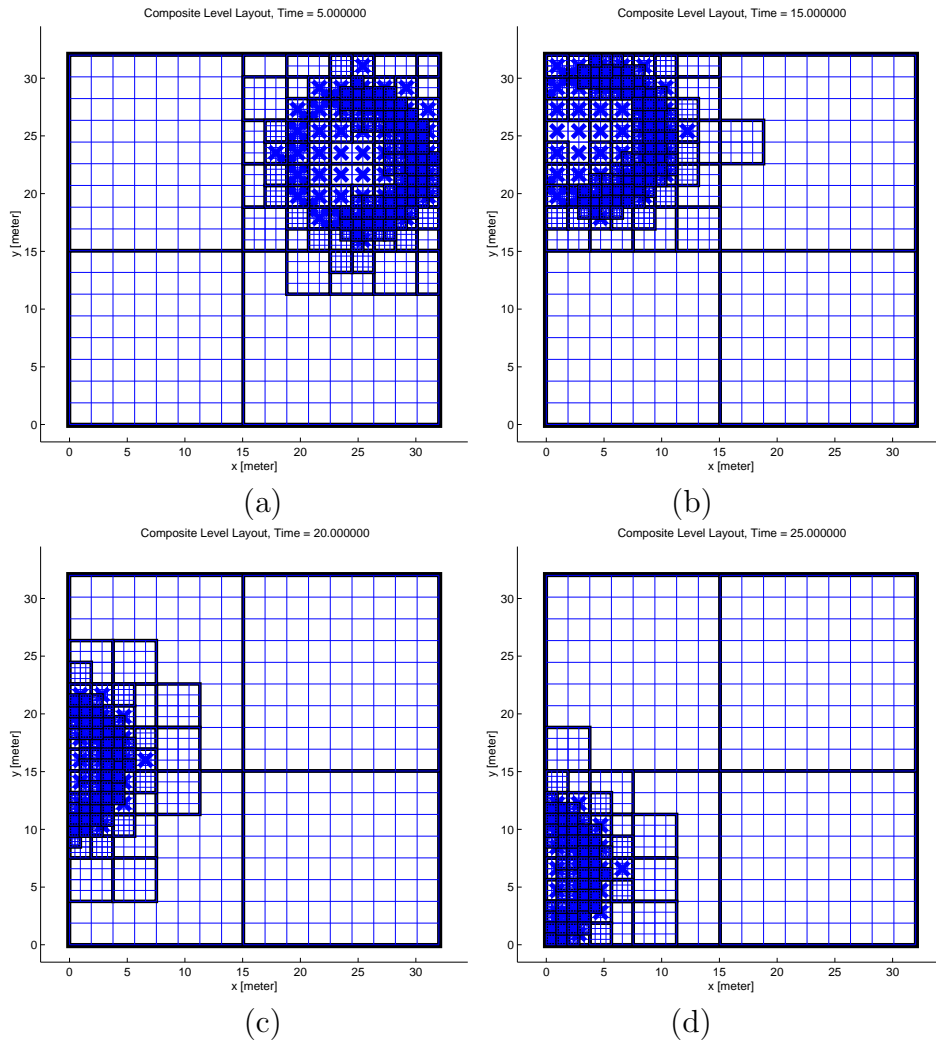 Composite Level Layout, Time = 5.000000
30
25
20
15
10
5
0
y [meter]
0 5 10 15 20 25 30
x [meter]
(a)
Composite Level Layout, Time = 15.000000
30
25
20
15
10
5
0
y [meter]
0 5 10 15 20 25 30
x [meter]
(b)
Composite Level Layout, Time = 20.000000
30
25
20
15
10
5
0
y [meter]
0 5 10 15 20 25 30
x [meter]
(c)
Composite Level Layout, Time = 25.000000
30
25
20
15
10
5
0
y [meter]
0 5 10 15 20 25 30
x [meter]
(d)